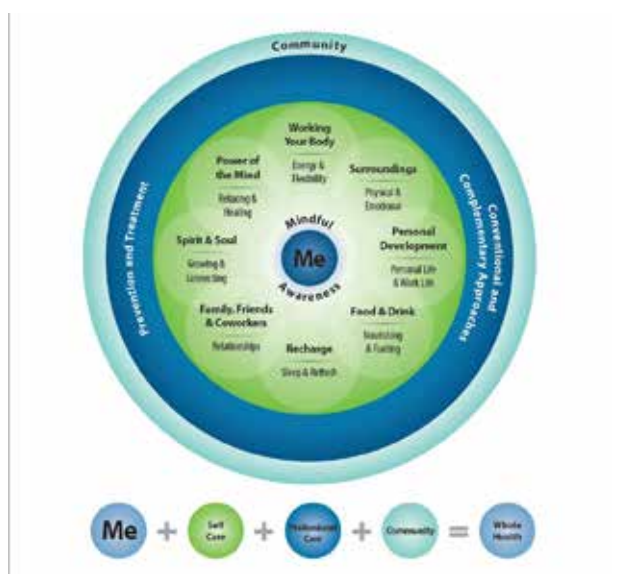 Community
Working
Your Body
Energy &
Flexibility
Surroundings
Physical &
Emotional
Personal
Development
Personal Life
& Work Life
Food & Drink
Nourishing
& Fueling
Recharge
Sleep & Refresh
Family, Friends
& Coworkers
Relationships
Spirit & Soul
Growing &
Connecting
Power of
the Mind
Relaxing &
Healing
Mindful
Me
Awareness
Prevention and Treatment
Conventional and
Complementary Approaches
Me + Self
Care + Professional
Care + Community = Whole
Health